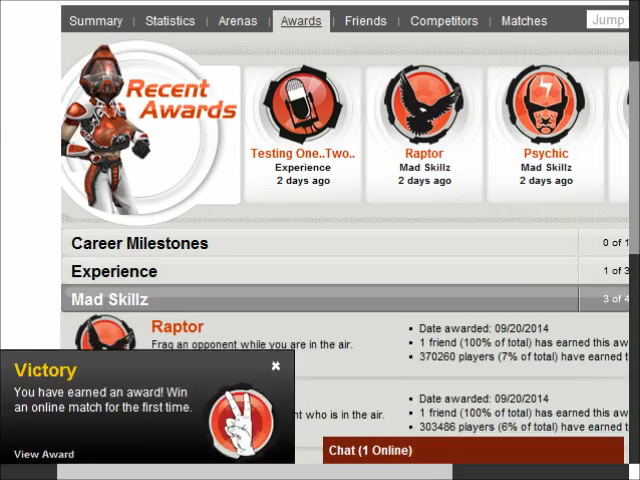 Summary | Statistics | Arenas | Awards | Friends | Competitors | Matches
Jump
Recent
Awards
Testing One..Two..
Experience
2 days ago
Raptor
Mad Skillz
2 days ago
Psychic
Mad Skillz
2 days ago
Career Milestones
0 of 1
Experience
1 of 3
Mad Skillz
3 of 4
Raptor
Frag an opponent while you are in the air.
Date awarded: 09/20/2014
1 friend (100% of total) has earned this aw
370260 players (7% of total) have earned t
nt who is in the air.
Date awarded: 09/20/2014
1 friend (100% of total) has earned this aw
303486 players (6% of total) have earned t
Victory
You have earned an award! Win
an online match for the first time.
View Award
Chat (1 Online)